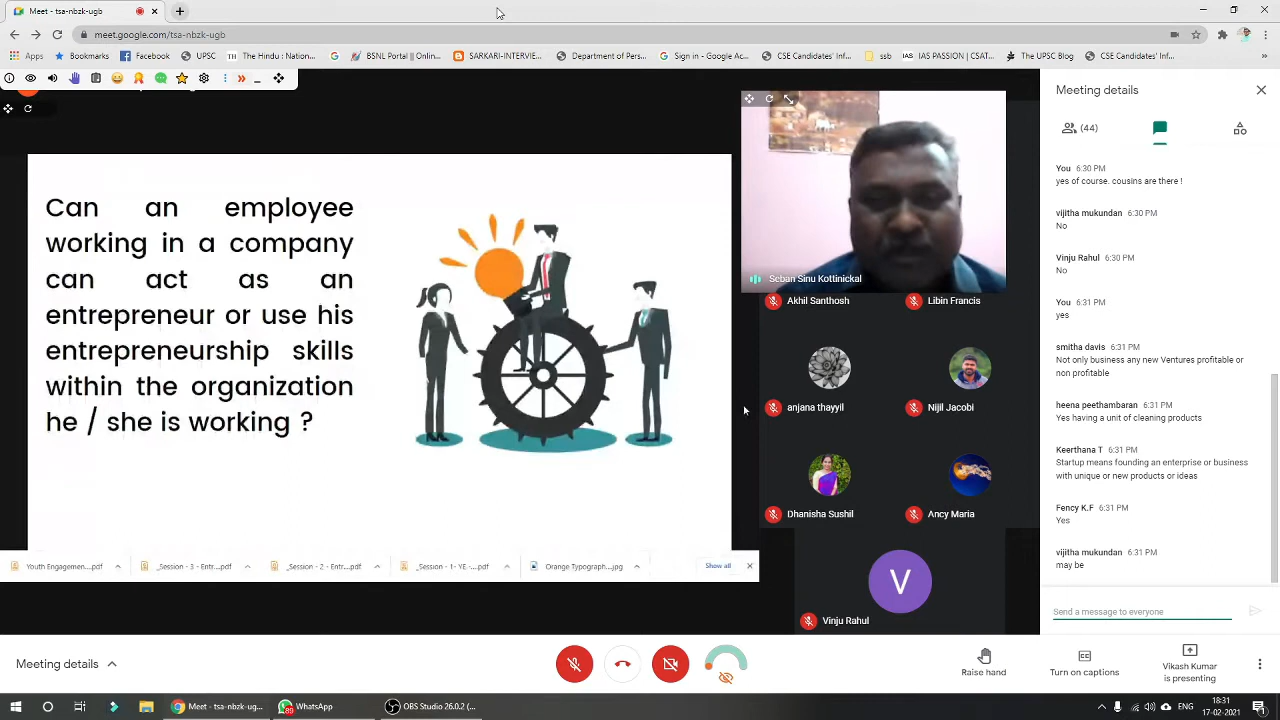 Meet - tsa-nbzk-ugb
meet.google.com/tsa-nbzk-ugb
Apps
Bookmarks
Facebook
UPSC
The Hindu : National
BSNL Portal || Onlin...
SARKARI-INTERVIE...
Department of Pers...
Sign in - Google Ac...
CSE Candidates' Inf...
ssb
IAS PASSION | CSAT...
The UPSC Blog
CSE Candidates' Inf...
Can an employee
working in a company
can act as an
entrepreneur or use his
entrepreneurship skills
within the organization
he / she is working ?
Seban Sinu Kottinickal
Akhil Santhosh
Libin Francis
anjana thayyil
Nijil Jacobi
Dhanisha Sushil
Ancy Maria
V
Vinju Rahul
Meeting details
(44)
You 6:30 PM
yes of course. cousins are there !
vijitha mukundan 6:30 PM
No
Vinju Rahul 6:30 PM
No
You 6:31 PM
yes
smitha davis 6:31 PM
Not only business any new Ventures profitable or
non profitable
heena peethambaran 6:31 PM
Yes having a unit of cleaning products
Keerthana T 6:31 PM
Startup means founding an enterprise or business
with unique or new products or ideas
Fency K.F 6:31 PM
Yes
vijitha mukundan 6:31 PM
may be
Send a message to everyone
Youth Engagemen....pdf
_Session - 3 - Entr....pdf
_Session - 2 - Entr....pdf
_Session - 1- YE.-....pdf
Orange Typograph....jpg
Show all
Meeting details
Raise hand
Turn on captions
Vikash Kumar
is presenting
Meet - tsa-nbzk-ug...
WhatsApp
OBS Studio 26.0.2 (...
ENG
18:31
17-02-2021